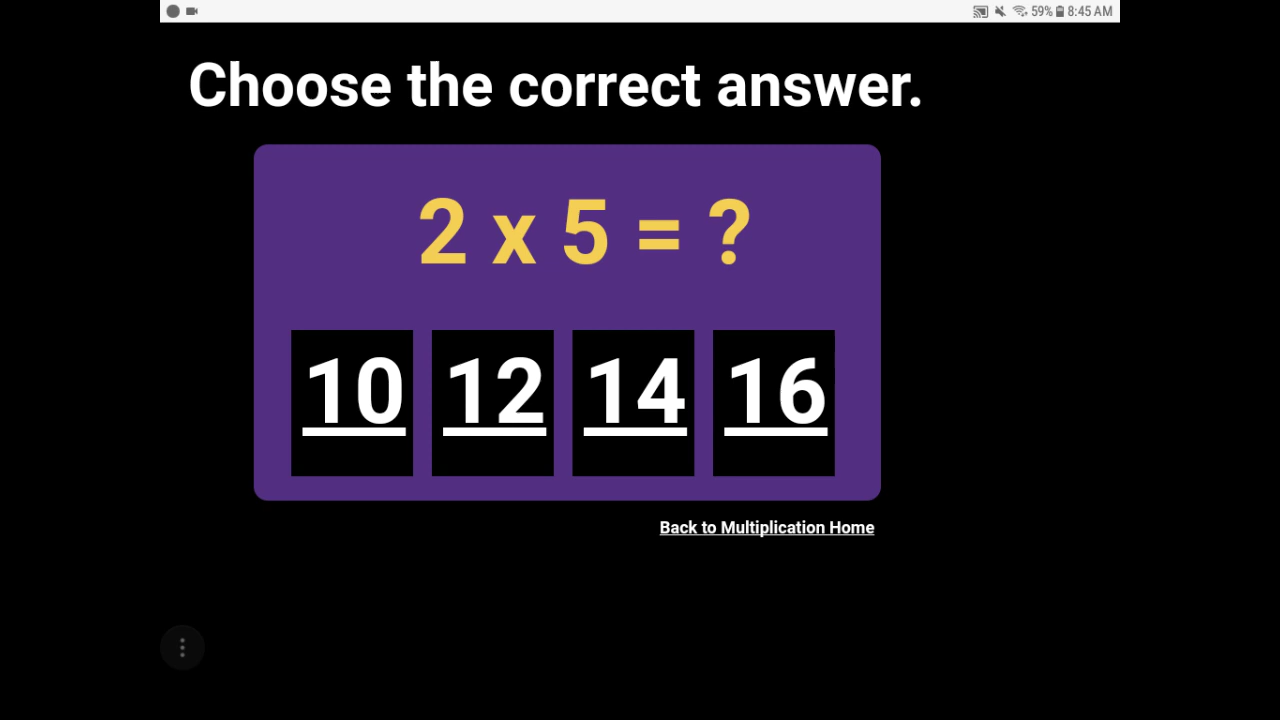 59% 8:45 AM
Choose the correct answer.
2 x 5 = ?
10 12 14 16
Back to Multiplication Home